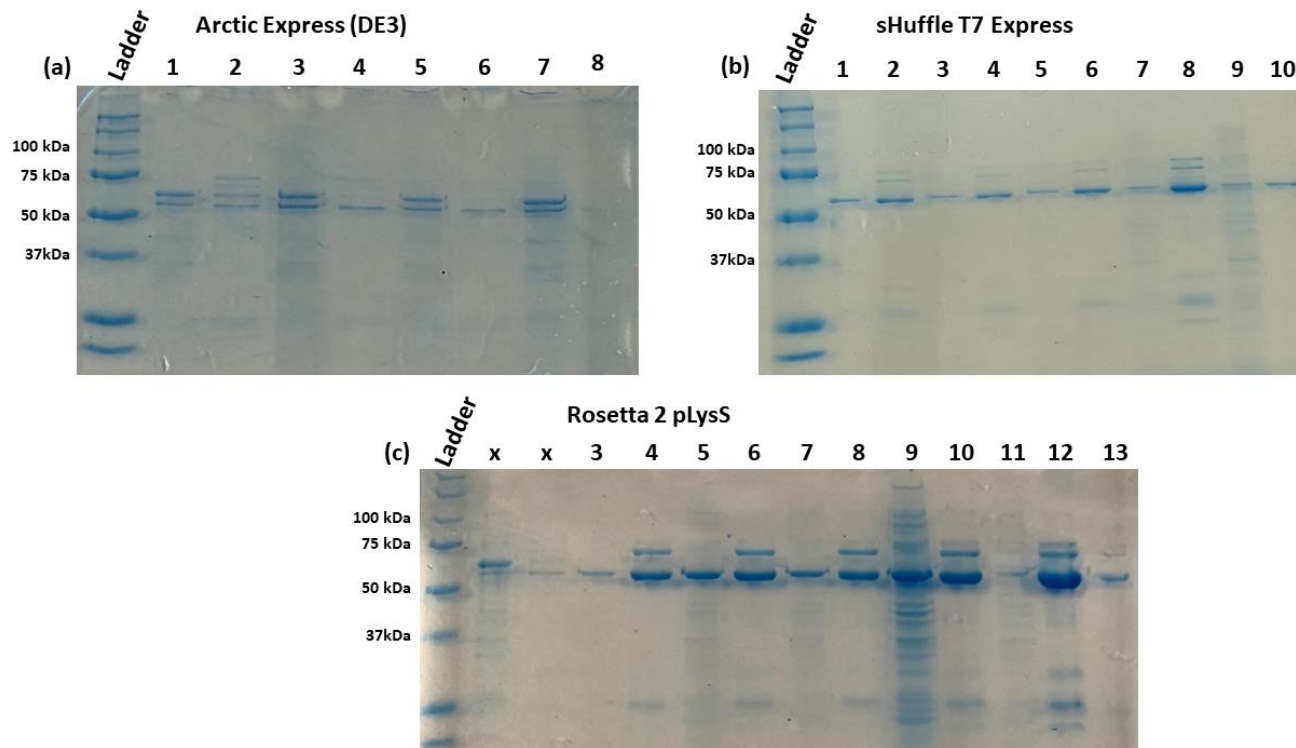 Arctic Express (DE3)
(a) Ladder 1 2 3 4 5 6 7 8
100 kDa
75 kDa
50 kDa
37kDa
sHuffle T7 Express
(b) Ladder 1 2 3 4 5 6 7 8 9 10
100 kDa
75 kDa
50 kDa
37kDa
Rosetta 2 pLysS
(c) Ladder x x 3 4 5 6 7 8 9 10 11 12 13
100 kDa
75 kDa
50 kDa
37kDa